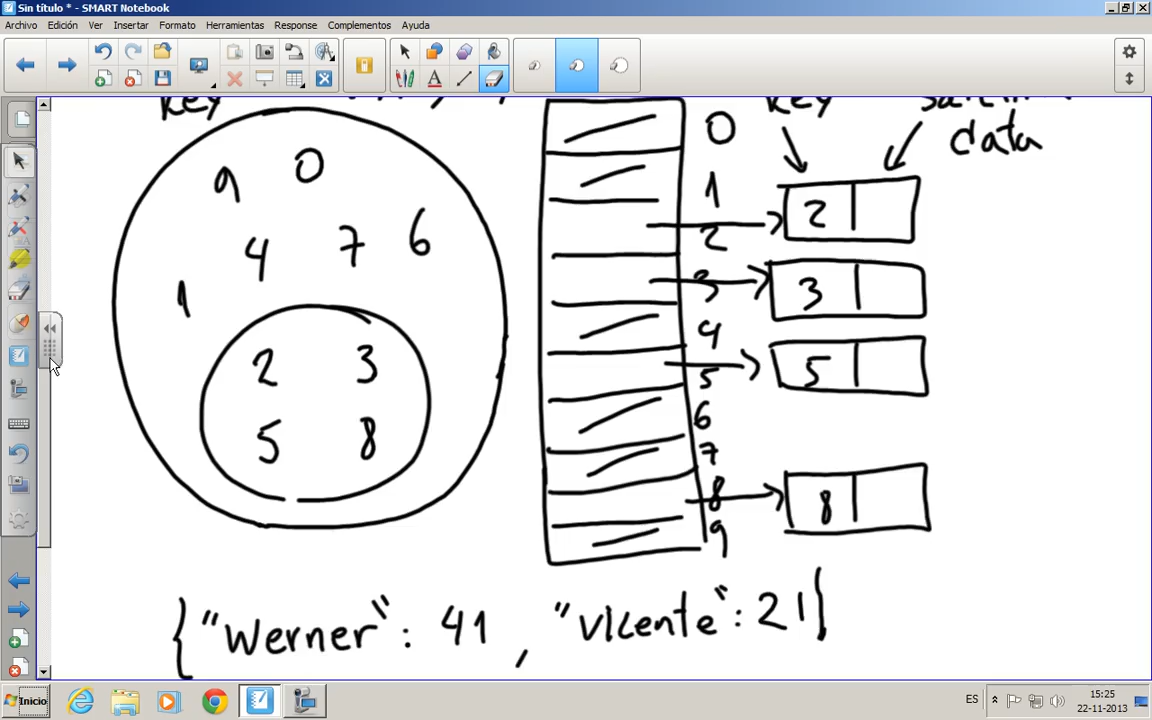 Sin título * - SMART Notebook
Archivo Edición Ver Insertar Formato Herramientas Response Complementos Ayuda
key
key
data
9 0
4 7 6
1
2 3
5 8
0
1
2
3
4
5
6
7
8
9
2
3
5
8
{"Werner": 41, "Vicente": 21}
Inicio
ES
15:25
22-11-2013